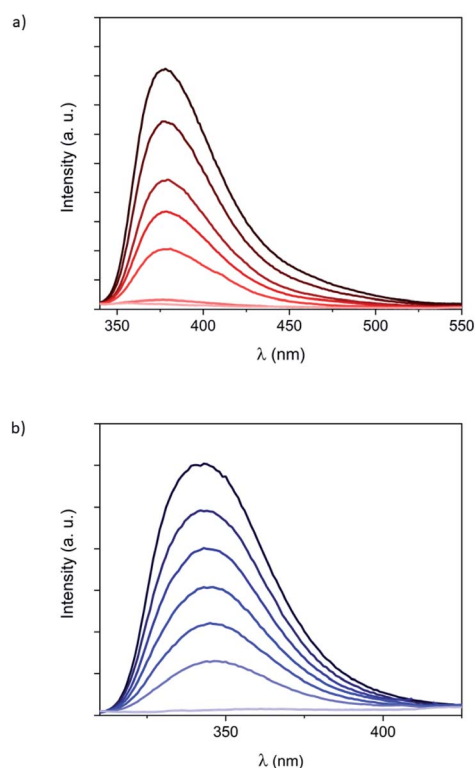 a)
Intensity (a. u.)
350 400 450 500 550
λ (nm)
b)
Intensity (a. u.)
350 400
λ (nm)